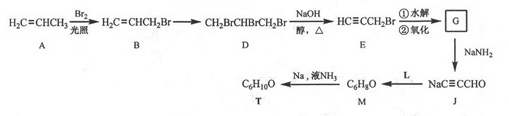 H₂C=CHCH₃ Br₂ 光照 H₂C=CHCH₂Br CH₂BrCHBrCH₂Br NaOH 醇，△ HC≡CCH₂Br ①水解 ②氧化 G
A B D E
NaNH₂
C₆H₁₀O Na , 液NH₃ C₆H₈O L NaC≡CCHO
T M J